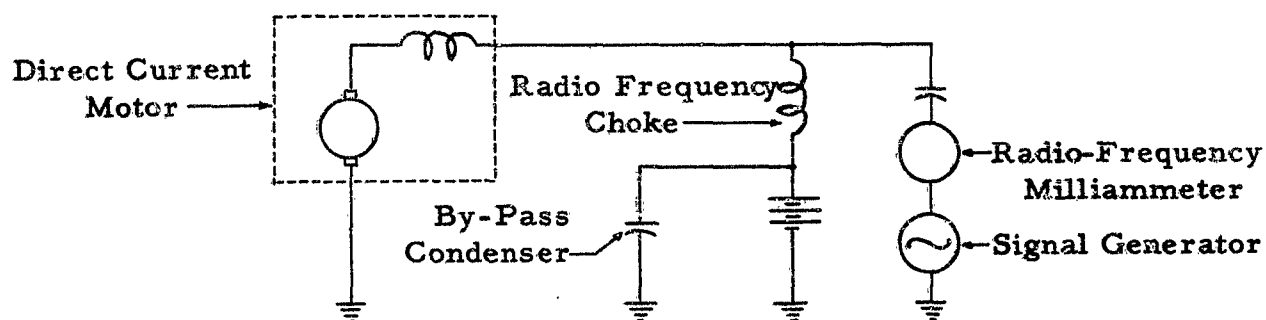 Direct Current
Motor
Radio Frequency
Choke
By-Pass
Condenser
Radio-Frequency
Milliammeter
Signal Generator